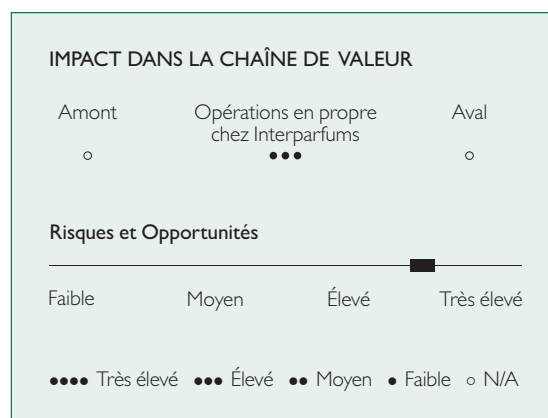 IMPACT DANS LA CHAÎNE DE VALEUR
Amont Opérations en propre Aval
chez Interparfums
○ ●●● ○
Risques et Opportunités
Faible Moyen Élevé Très élevé
●●●● Très élevé ●●● Élevé ●● Moyen ● Faible ○ N/A